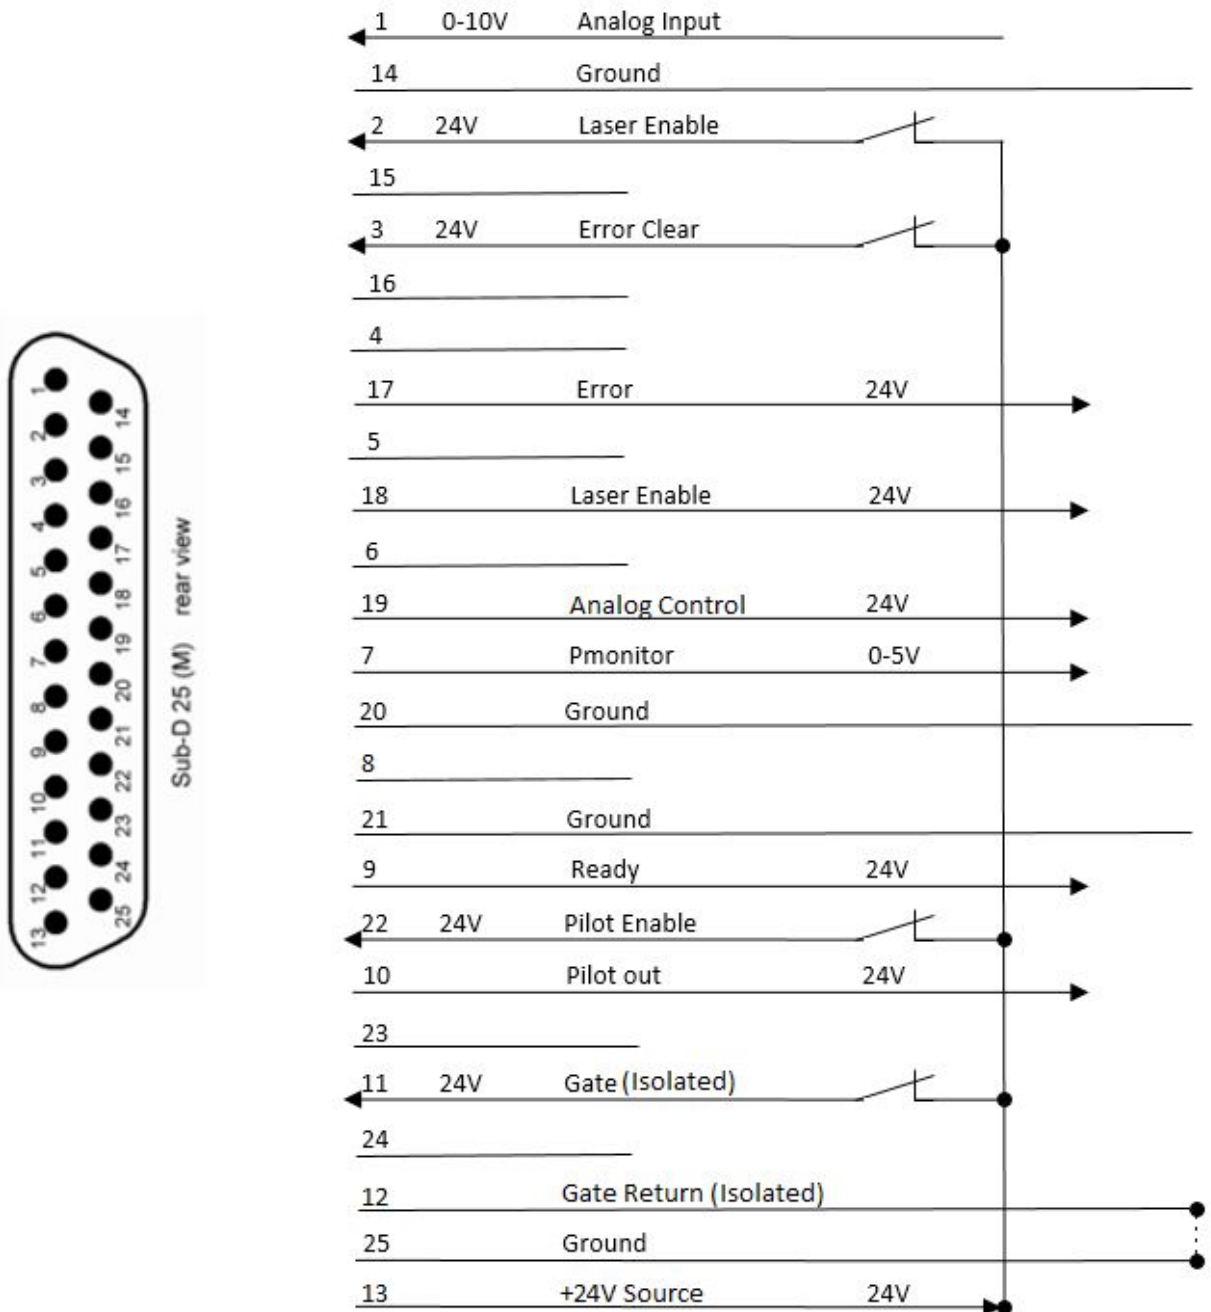 1 0-10V Analog Input
14 Ground
2 24V Laser Enable
15
3 24V Error Clear
16
4
17 Error 24V
5
18 Laser Enable 24V
6
19 Analog Control 24V
7 Pmonitor 0-5V
20 Ground
8
21 Ground
9 Ready 24V
22 24V Pilot Enable
10 Pilot out 24V
23
11 24V Gate (Isolated)
24
12 Gate Return (Isolated)
25 Ground
13 +24V Source 24V
1
2
3
4
5
6
7
8
9
10
11
12
13
14
15
16
17
18
19
20
21
22
23
24
25
Sub-D 25 (M) rear view